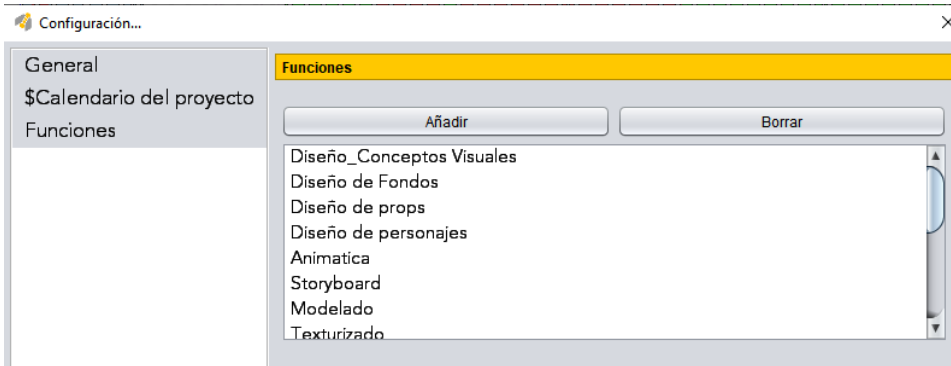 Configuración...
General
$Calendario del proyecto
Funciones
Funciones
Añadir
Borrar
Diseño_Conceptos Visuales
Diseño de Fondos
Diseño de props
Diseño de personajes
Animatica
Storyboard
Modelado
Texturizado